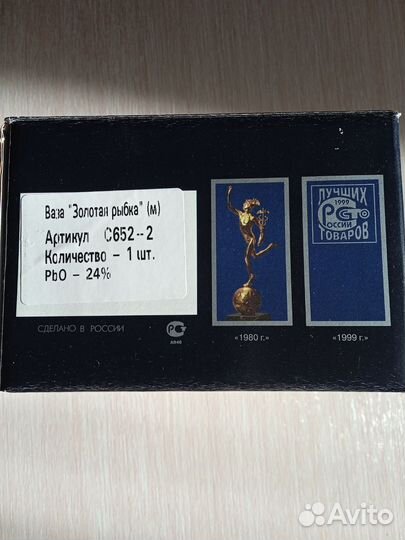 Ваза "Золотая рыбка" (м)
Артикул С652--2
Количество – 1 шт.
PbO – 24%
СДЕЛАНО В РОССИИ
АВ48
«1980 г.»
ЛУЧШИХ
1999
РОССИИ
ТОВАРОВ
«1999 г.»
Avito